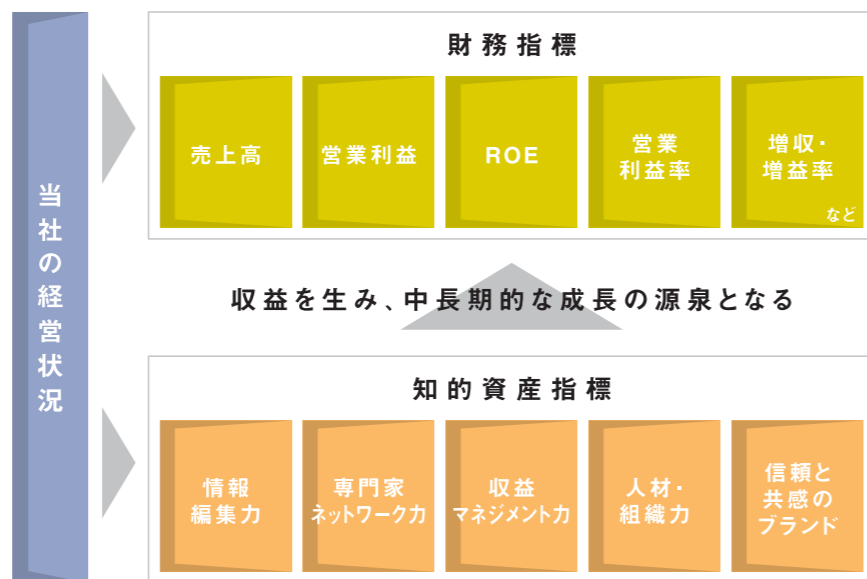 当社の経営状況
財務指標
売上高
営業利益
ROE
営業
利益率
増収・
増益率
など
収益を生み、中長期的な成長の源泉となる
知的資産指標
情報
編集力
専門家
ネットワーク力
収益
マネジメント力
人材・
組織力
信頼と
共感の
ブランド